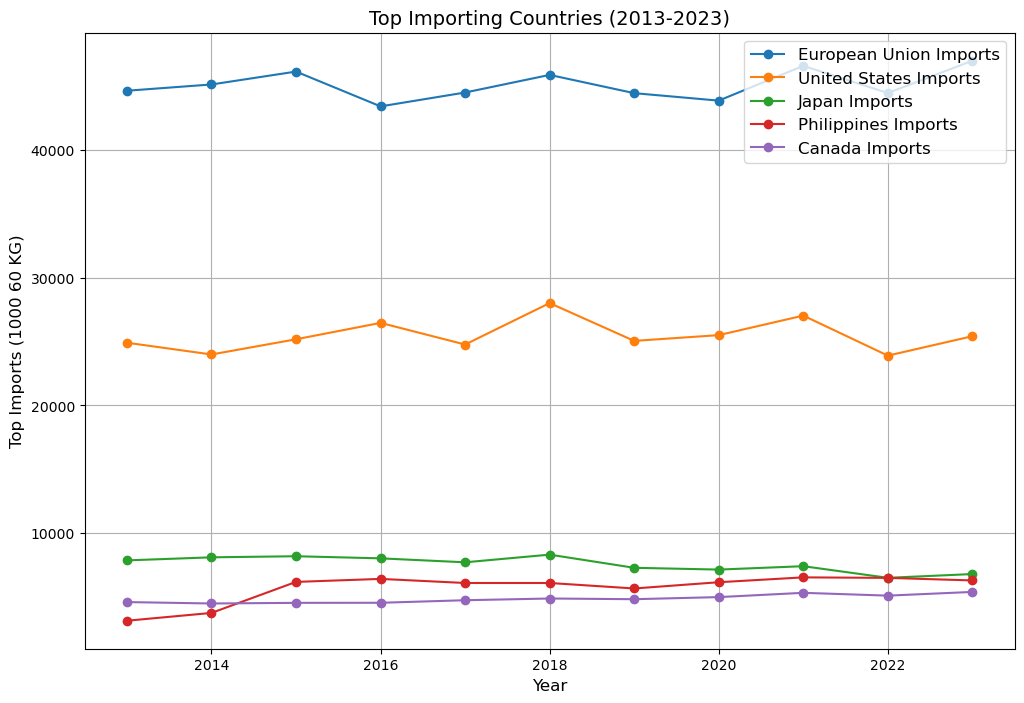 Top Importing Countries (2013-2023)
European Union Imports
United States Imports
Japan Imports
Philippines Imports
Canada Imports
Top Imports (1000 60 KG)
40000
30000
20000
10000
2014
2016
2018
2020
2022
Year